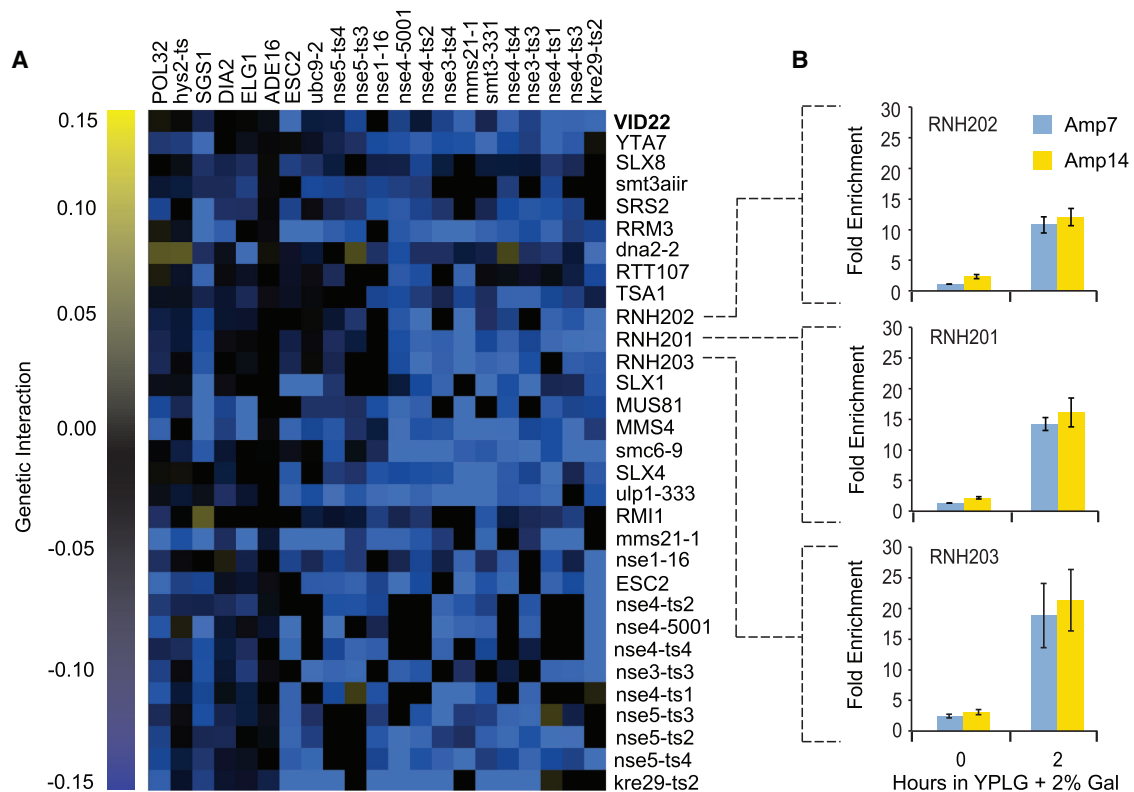 A
POL32
hys2-ts
SGS1
DIA2
ELG1
ADE16
ESC2
ubc9-2
nse5-ts4
nse5-ts3
nse1-16
nse4-5001
nse4-ts2
nse3-ts4
mms21-1
smt3-331
nse4-ts4
nse3-ts3
nse4-ts1
nse4-ts3
kre29-ts2
Genetic Interaction
0.15
0.10
0.05
0.00
-0.05
-0.10
-0.15
VID22
YTA7
SLX8
smt3aiir
SRS2
RRM3
dna2-2
RTT107
TSA1
RNH202
RNH201
RNH203
SLX1
MUS81
MMS4
smc6-9
SLX4
ulp1-333
RMI1
mms21-1
nse1-16
ESC2
nse4-ts2
nse4-5001
nse4-ts4
nse3-ts3
nse4-ts1
nse5-ts3
nse5-ts2
nse5-ts4
kre29-ts2
B
RNH202
Amp7
Amp14
Fold Enrichment
30
25
20
15
10
5
0
RNH201
Fold Enrichment
30
25
20
15
10
5
0
RNH203
Fold Enrichment
30
25
20
15
10
5
0
0 2
Hours in YPLG + 2% Gal